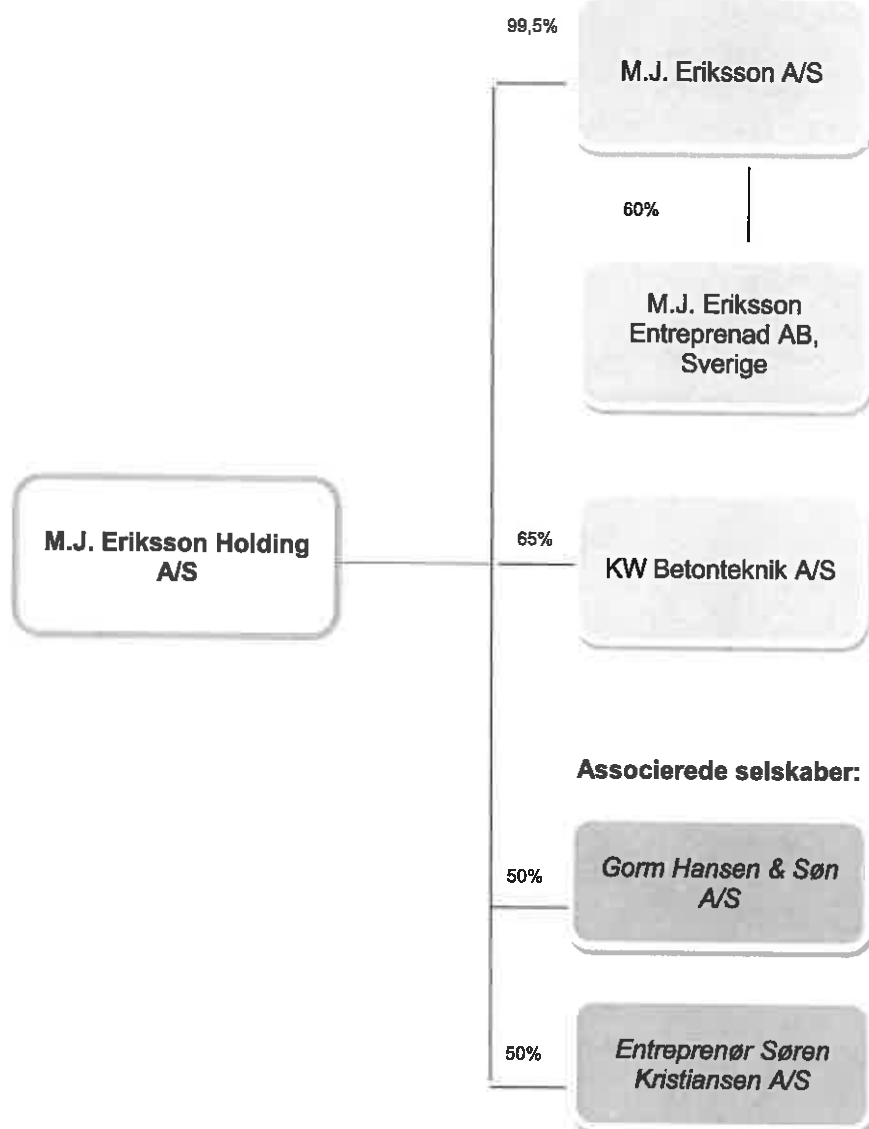 99,5%
M.J. Eriksson A/S
60%
M.J. Eriksson
Entreprenad AB,
Sverige
M.J. Eriksson Holding
A/S
65%
KW Betonteknik A/S
Associerede selskaber:
50%
Gorm Hansen & Søn
A/S
50%
Entreprenør Søren
Kristiansen A/S